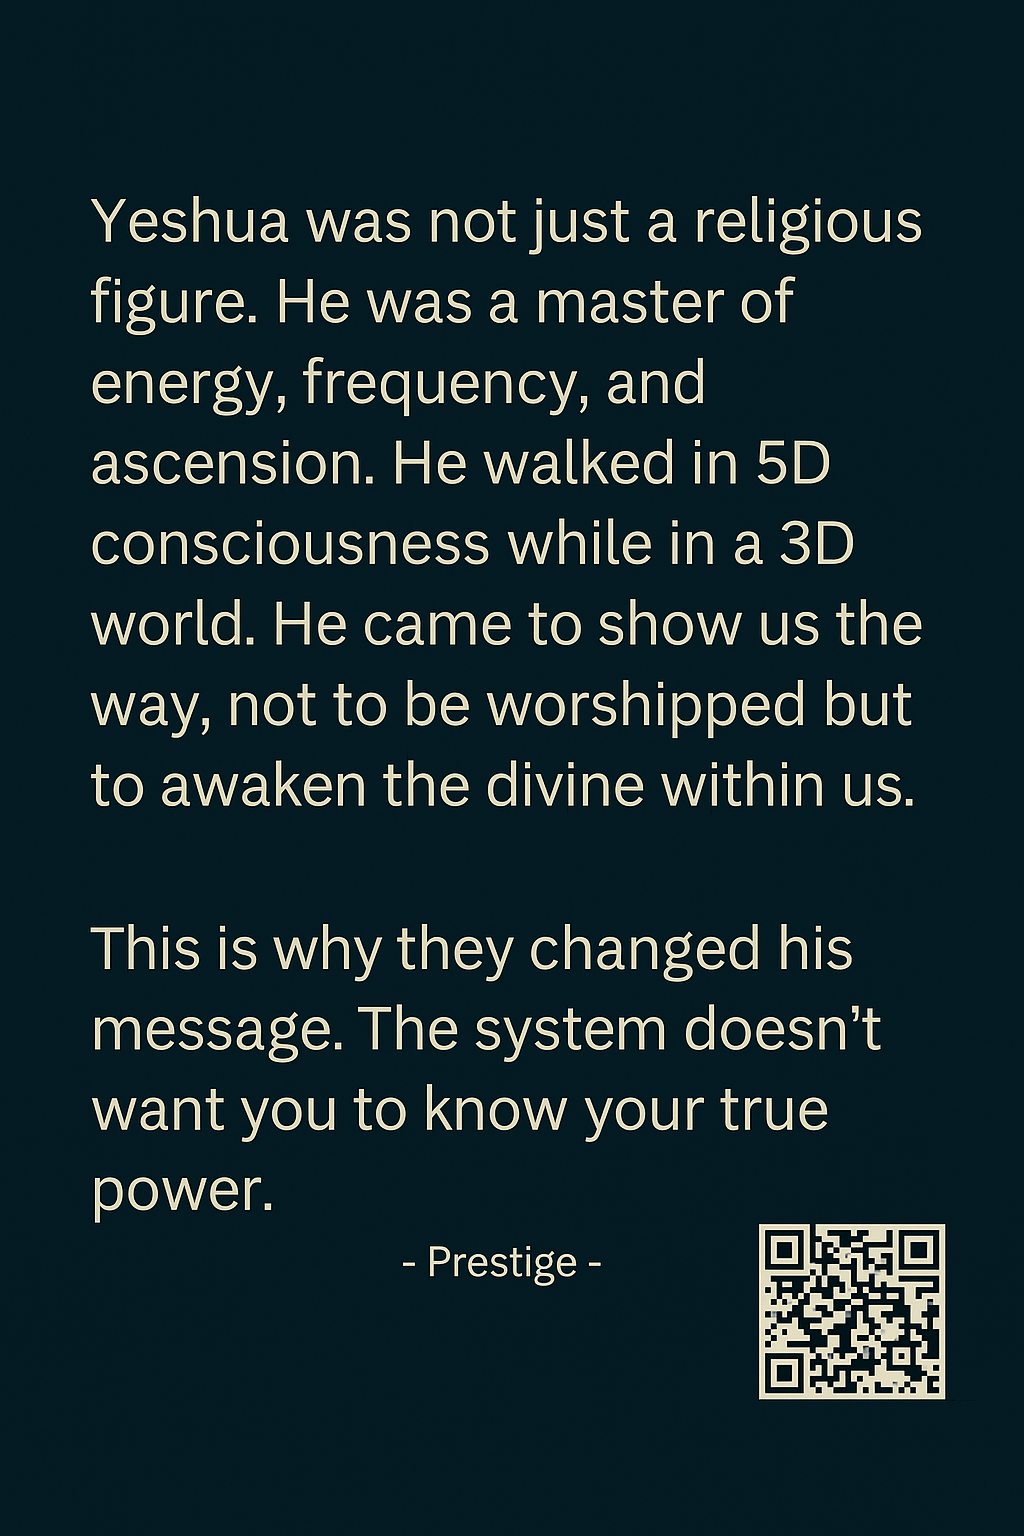 Yeshua was not just a religious
figure. He was a master of
energy, frequency, and
ascension. He walked in 5D
consciousness while in a 3D
world. He came to show us the
way, not to be worshipped but
to awaken the divine within us.
This is why they changed his
message. The system doesn’t
want you to know your true
power.
- Prestige -